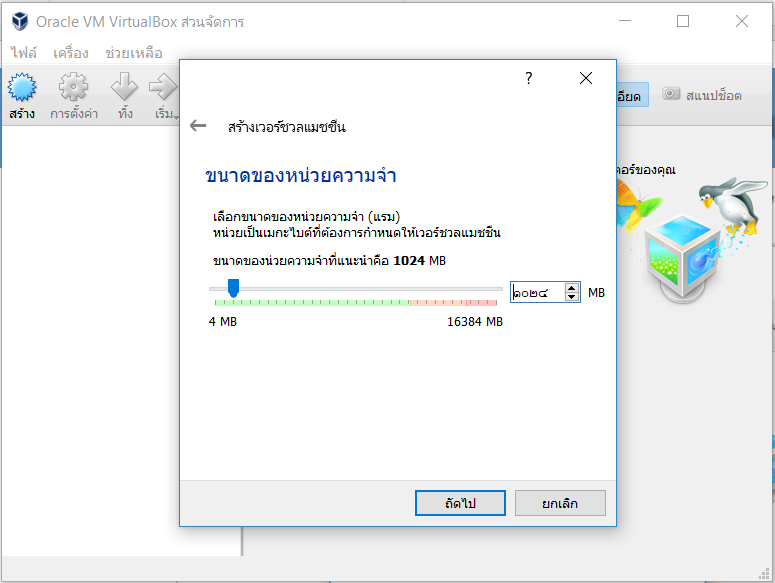 Oracle VM VirtualBox ส่วนจัดการ
ไฟล์ เครื่อง ช่วยเหลือ
สร้าง การตั้งค่า ทิ้ง เริ่ม
สแนปช็อต
?
สร้างเวอร์ชวลแมชชีน
ขนาดของหน่วยความจำ
เลือกขนาดของหน่วยความจำ (แรม)
หน่วยเป็นเมกะไบต์ที่ต้องการกำหนดให้เวอร์ชวลแมชชีน
ขนาดของน่วยความจำที่แนะนำคือ 1024 MB
๑๐๒๔ MB
4 MB 16384 MB
ถัดไป ยกเลิก
ของคุณ